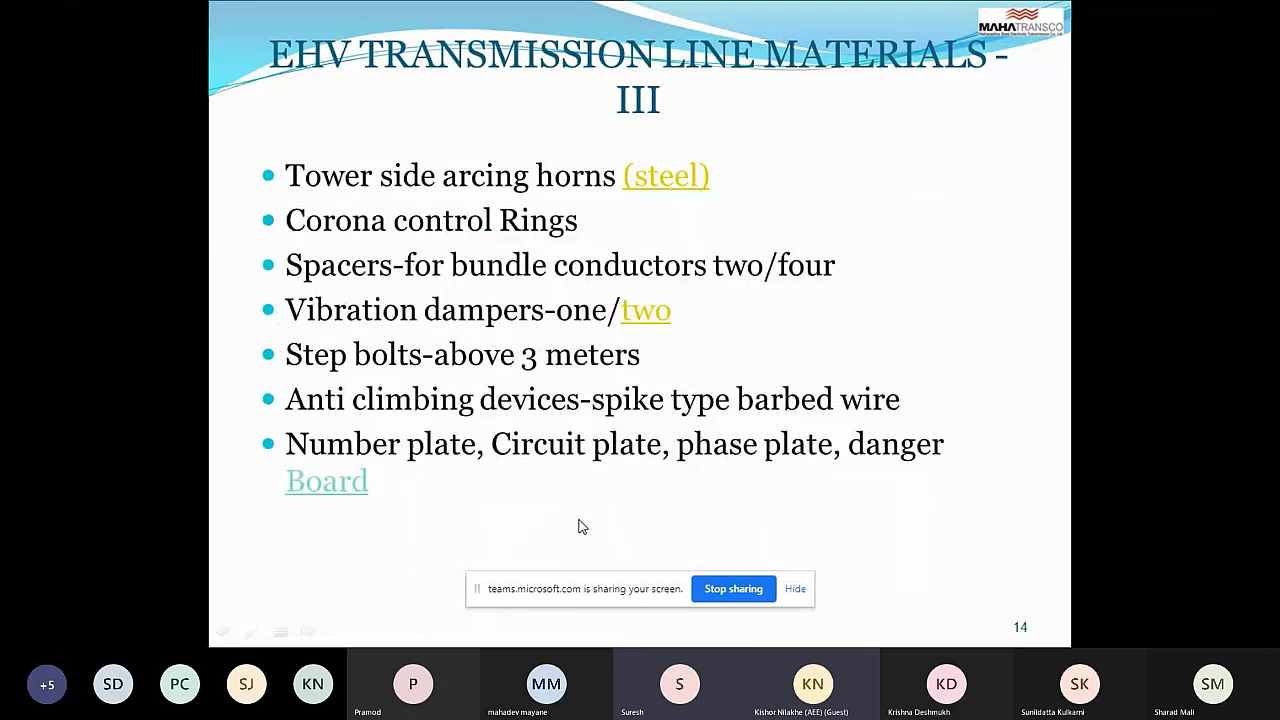 MAHATRANSCO
EHV TRANSMISSION LINE MATERIALS -
III
Tower side arcing horns (steel)
Corona control Rings
Spacers-for bundle conductors two/four
Vibration dampers-one/two
Step bolts-above 3 meters
Anti climbing devices-spike type barbed wire
Number plate, Circuit plate, phase plate, danger
Board
teams.microsoft.com is sharing your screen. Stop sharing Hide
14
+5 SD PC SJ KN P MM S KN KD SK SM
Pramod mahadev mayane Suresh Kishor Nilakhe (AEE) (Guest) Krishna Deshmukh Sunildatta Kulkarni Sharad Mali